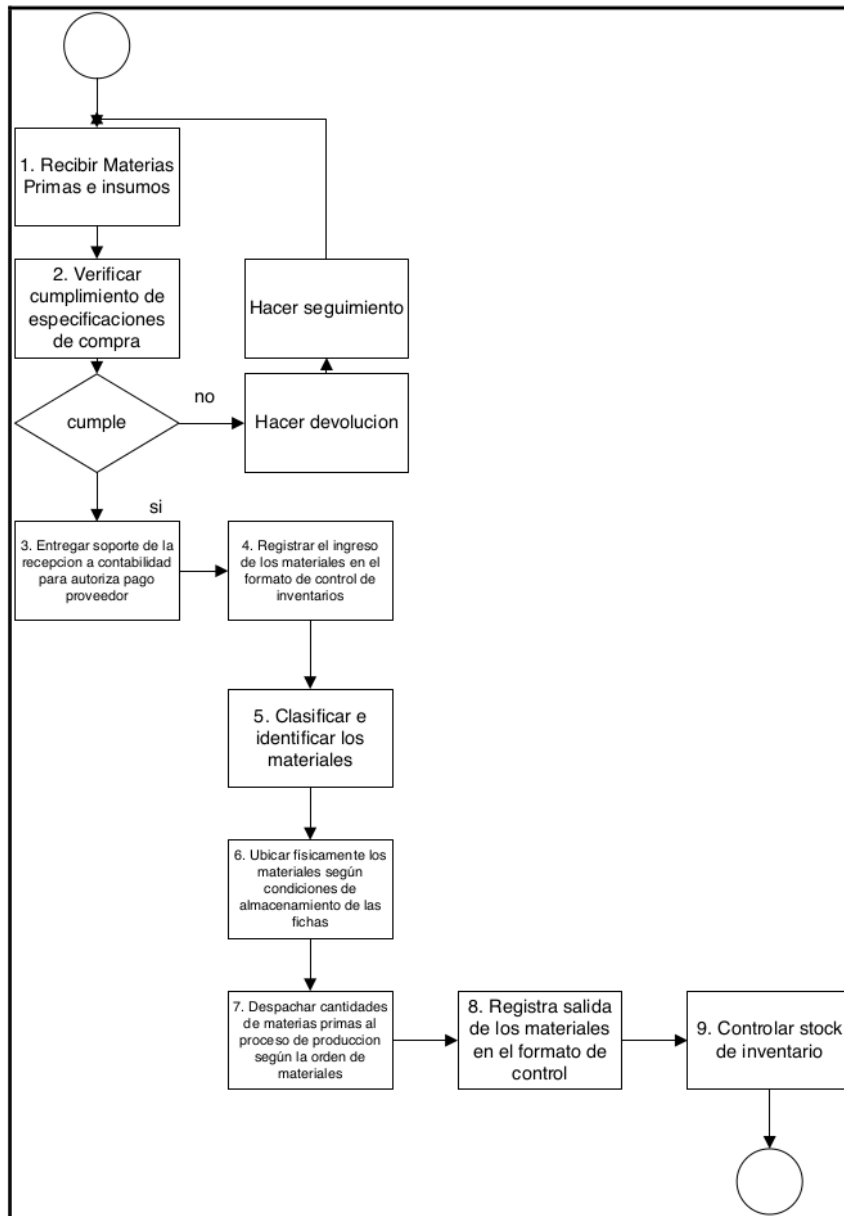 1. Recibir Materias
Primas e insumos
2. Verificar
cumplimiento de
especificaciones
de compra
Hacer seguimiento
cumple
no
Hacer devolucion
si
3. Entregar soporte de la
recepcion a contabilidad
para autoriza pago
proveedor
4. Registrar el ingreso
de los materiales en el
formato de control de
inventarios
5. Clasificar e
identificar los
materiales
6. Ubicar fisicamente los
materiales según
condiciones de
almacenamiento de las
fichas
7. Despachar cantidades
de materias primas al
proceso de produccion
según la orden de
materiales
8. Registra salida
de los materiales
en el formato de
control
9. Controlar stock
de inventario